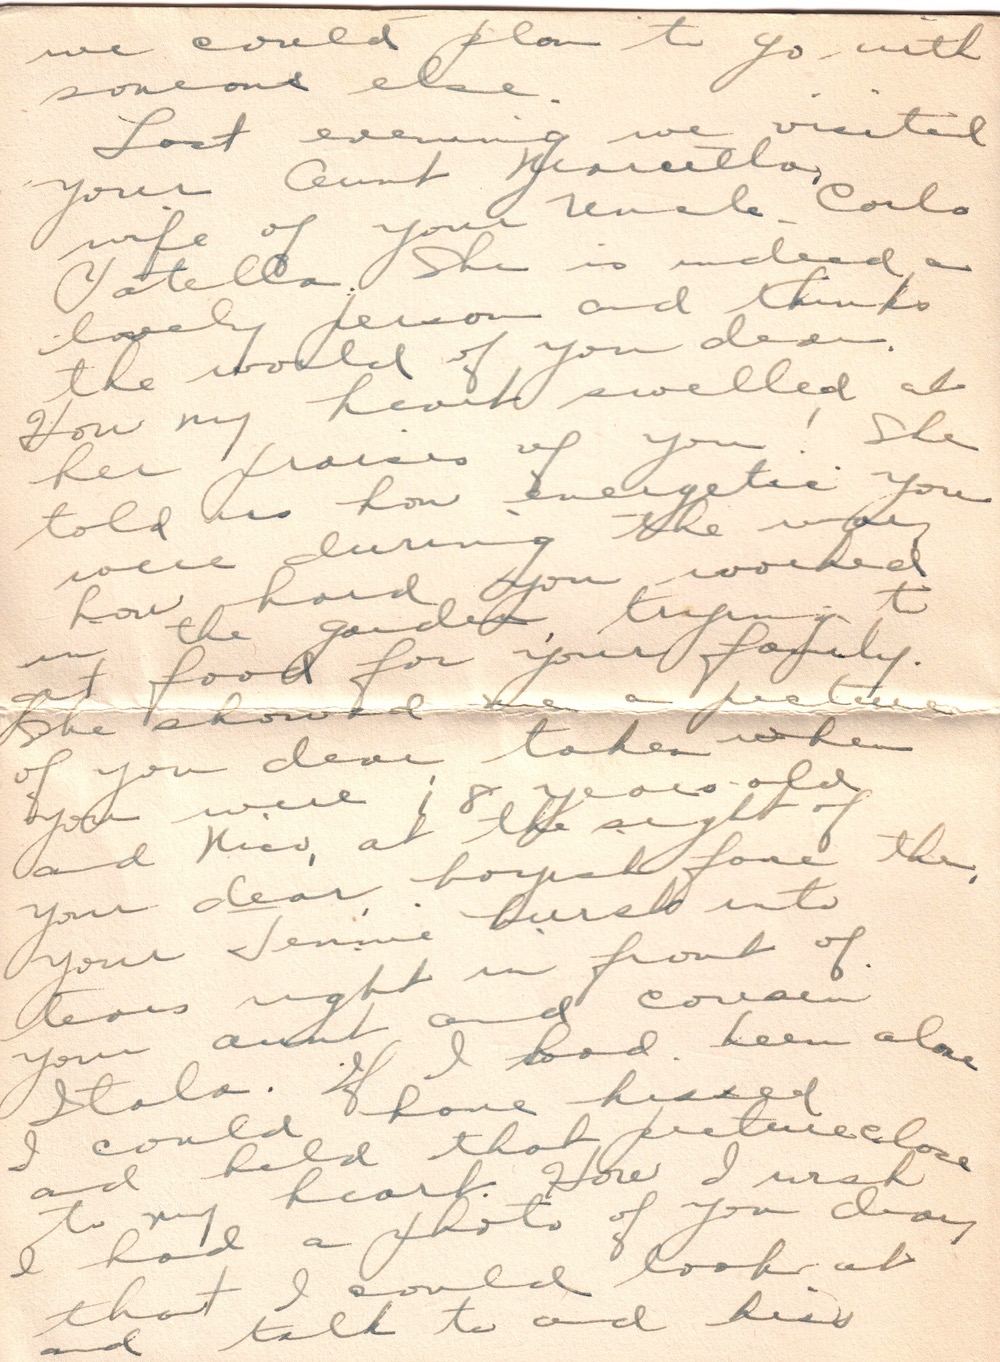 we could plan to go with
someone else.
Last evening we visited
your Aunt Marcella,
wife of your Uncle Carlo
Vatella. She is indeed a
lovely person and thinks
the world of you dear.
How my heart swelled at
her praises of you! She
told us how energetic you
were during the war,
how hard you worked
in the garden, trying to
get food for your family.
She showed me a picture
of you dear taken when
you were 18 years old
and Nico, at the sight of
your dear, boyish face then,
your Jennie burst into
tears right in front of
your aunt and cousin
Itala. If I had been alone
I could have kissed
and held that picture close
to my heart. How I wish
I had a photo of you dear,
that I could look at
and talk to and kiss